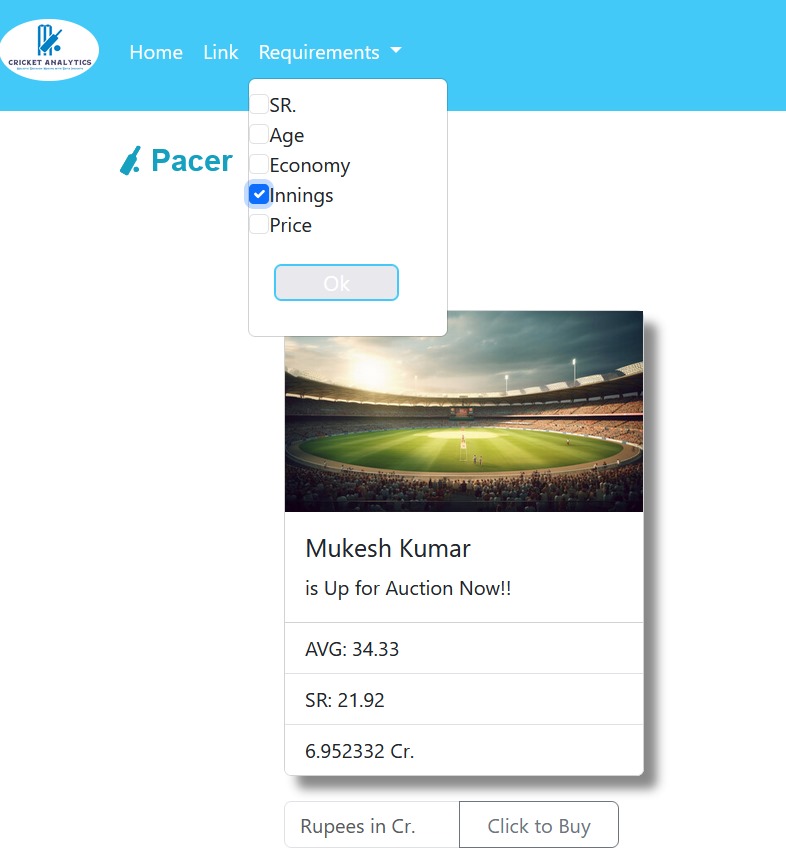 CRICKET ANALYTICS
Home Link Requirements
SR.
Age
Economy
Innings
Price
Ok
Pacer
Mukesh Kumar
is Up for Auction Now!!
AVG: 34.33
SR: 21.92
6.952332 Cr.
Rupees in Cr. Click to Buy